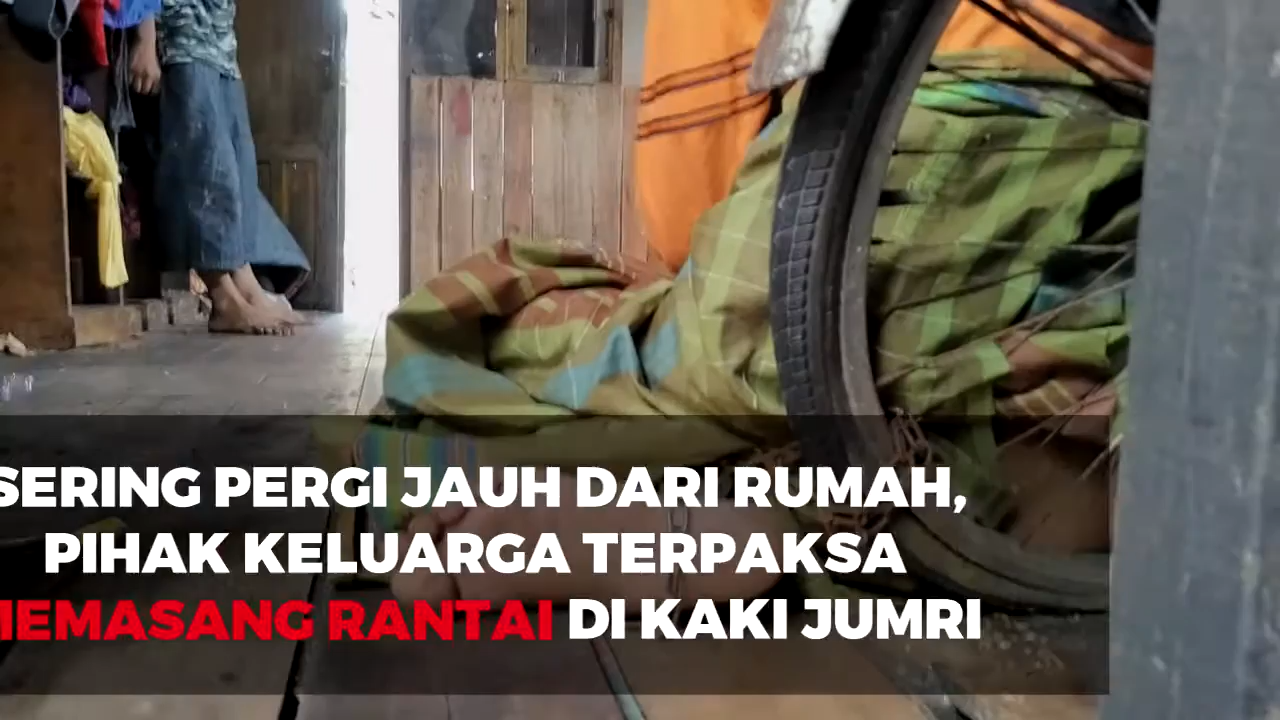 SERING PERGI JAUH DARI RUMAH,
PIHAK KELUARGA TERPAKSA
MEMASANG RANTAI DI KAKI JUMRI